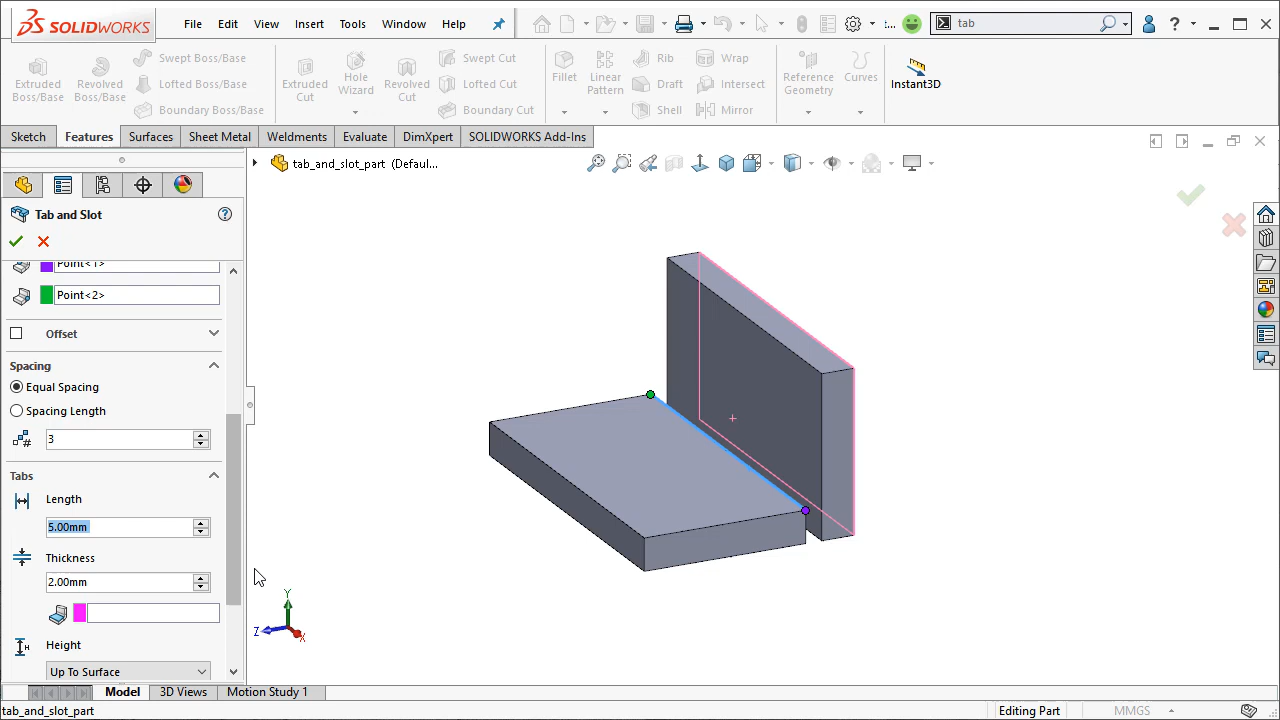 SOLIDWORKS File Edit View Insert Tools Window Help ... tab ?
Extruded Boss/Base
Revolved Boss/Base
Swept Boss/Base
Lofted Boss/Base
Boundary Boss/Base
Extruded Cut
Hole Wizard
Revolved Cut
Swept Cut
Lofted Cut
Boundary Cut
Fillet
Linear Pattern
Rib
Draft
Shell
Wrap
Intersect
Mirror
Reference Geometry
Curves
Instant3D
Sketch Features Surfaces Sheet Metal Weldments Evaluate DimXpert SOLIDWORKS Add-Ins
tab_and_slot_part (Defaul...
Tab and Slot ?
Point<1>
Point<2>
Offset
Spacing
Equal Spacing
Spacing Length
3
Tabs
Length
5.00mm
Thickness
2.00mm
Height
Up To Surface
Y
Z
X
Model 3D Views Motion Study 1
tab_and_slot_part Editing Part MMGS